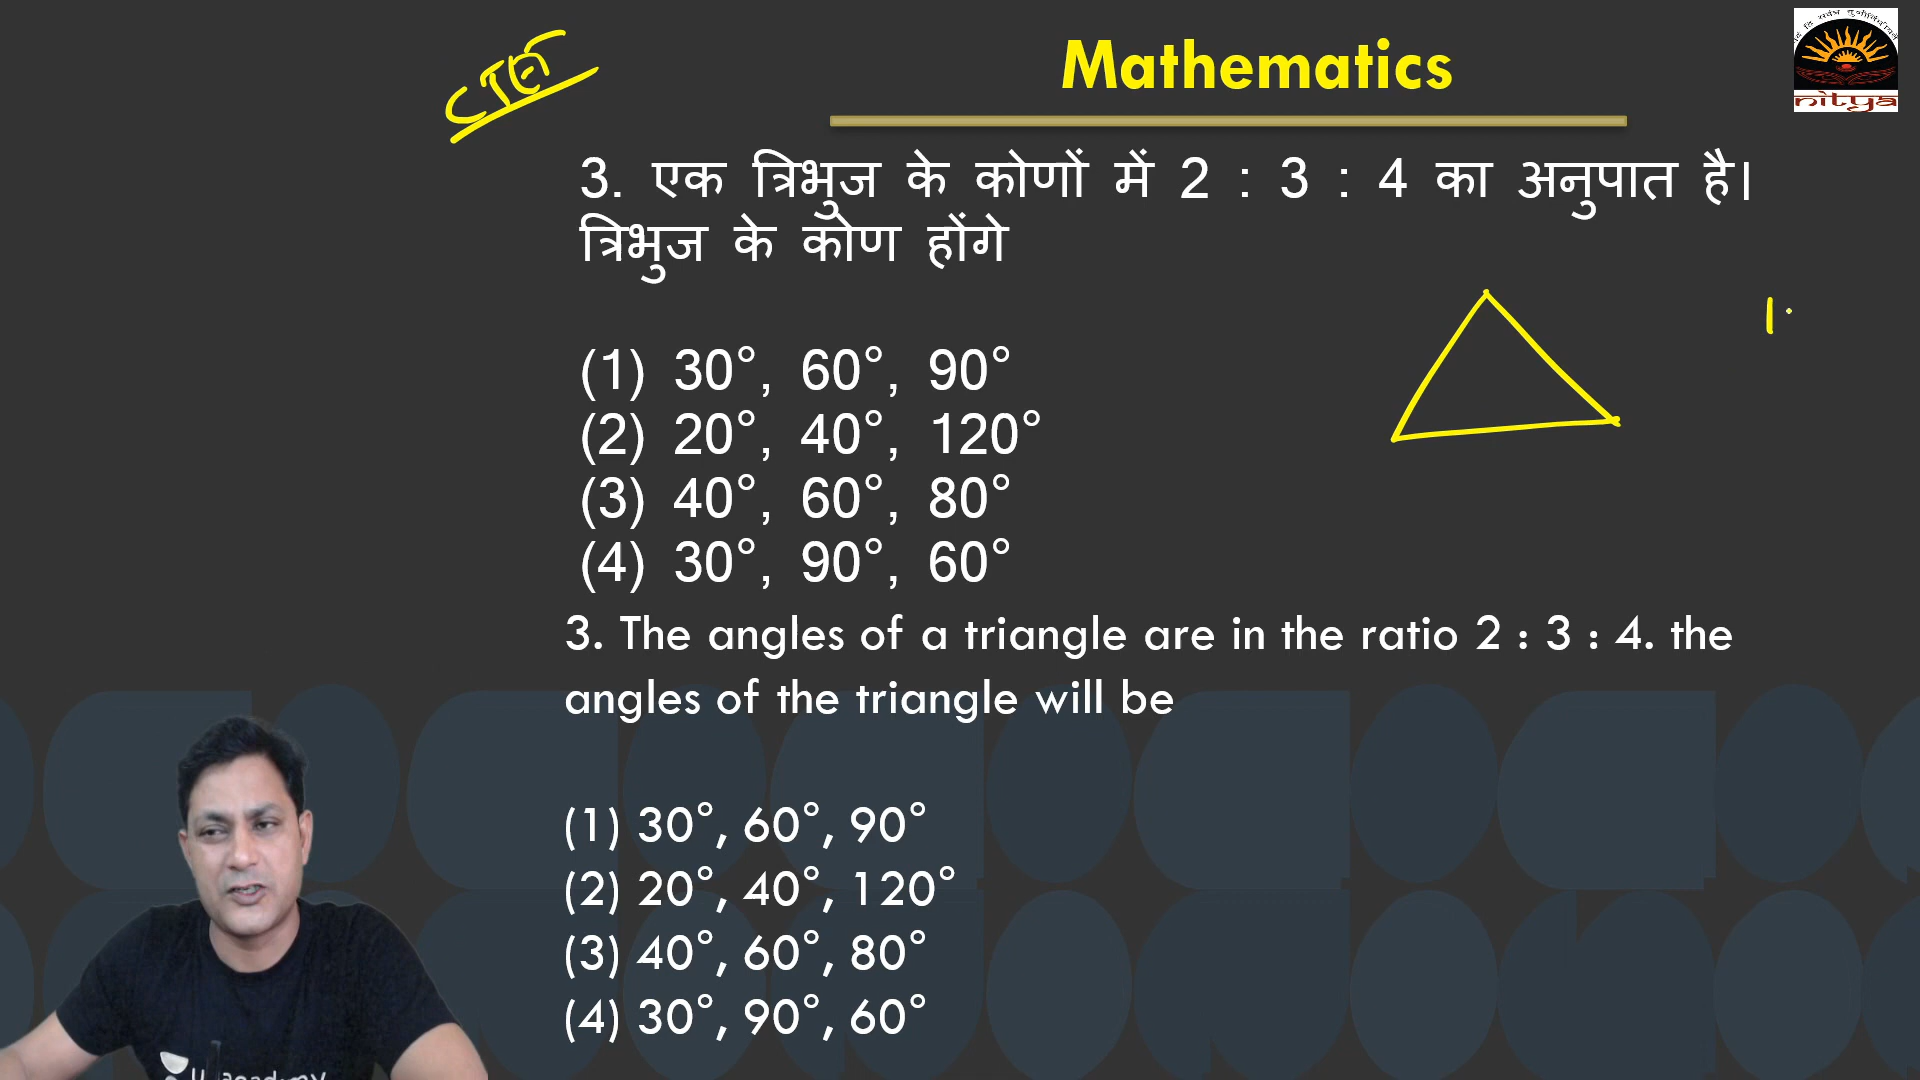 Mathematics
nitya
3. एक त्रिभुज के कोणों में 2 : 3 : 4 का अनुपात है।
त्रिभुज के कोण होंगे
(1) 30°, 60°, 90°
(2) 20°, 40°, 120°
(3) 40°, 60°, 80°
(4) 30°, 90°, 60°
3. The angles of a triangle are in the ratio 2 : 3 : 4. the
angles of the triangle will be
(1) 30°, 60°, 90°
(2) 20°, 40°, 120°
(3) 40°, 60°, 80°
(4) 30°, 90°, 60°